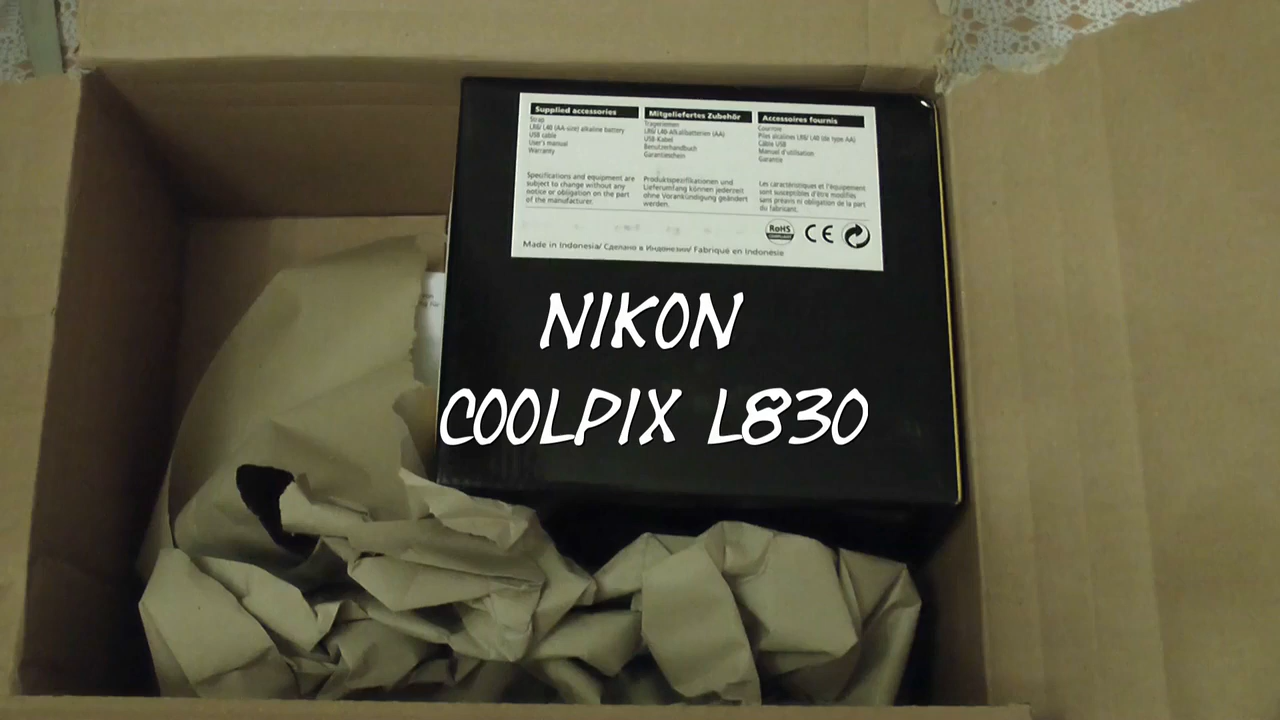 Supplied accessories
Strap
LR6/ L40 (AA-size) alkaline battery
USB cable
User's manual
Warranty
Specifications and equipment are
subject to change without any
notice or obligation on the part
of the manufacturer.
Mitgeliefertes Zubehör
Trageriemen
LR6/ L40-Alkalibatterien (AA)
USB-Kabel
Benutzerhandbuch
Garantieschein
Produktspezifikationen und
Lieferumfang können jederzeit
ohne Vorankündigung geändert
werden.
Accessoires fournis
Courroie
Piles alcalines LR6/ L40 (de type AA)
Câble USB
Manuel d'utilisation
Garantie
Les caractéristiques et l'équipement
sont susceptibles d'être modifiés
sans préavis ni obligation de la part
du fabricant.
RoHS
COMPLIANT
CE
Made in Indonesia/ Сделано в Индонезии/ Fabriqué en Indonésie
NIKON
COOLPIX L830